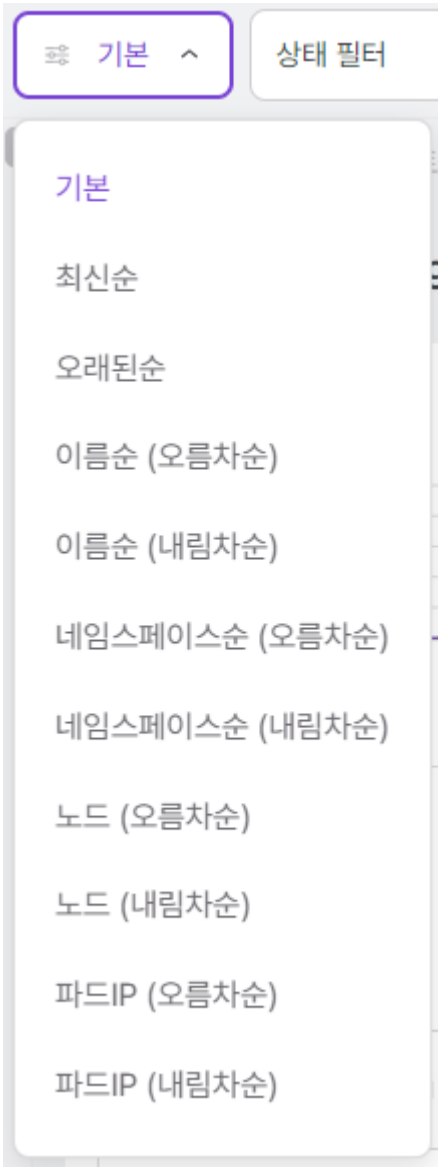 기본
상태 필터
기본
최신순
오래된순
이름순 (오름차순)
이름순 (내림차순)
네임스페이스순 (오름차순)
네임스페이스순 (내림차순)
노드 (오름차순)
노드 (내림차순)
파드IP (오름차순)
파드IP (내림차순)